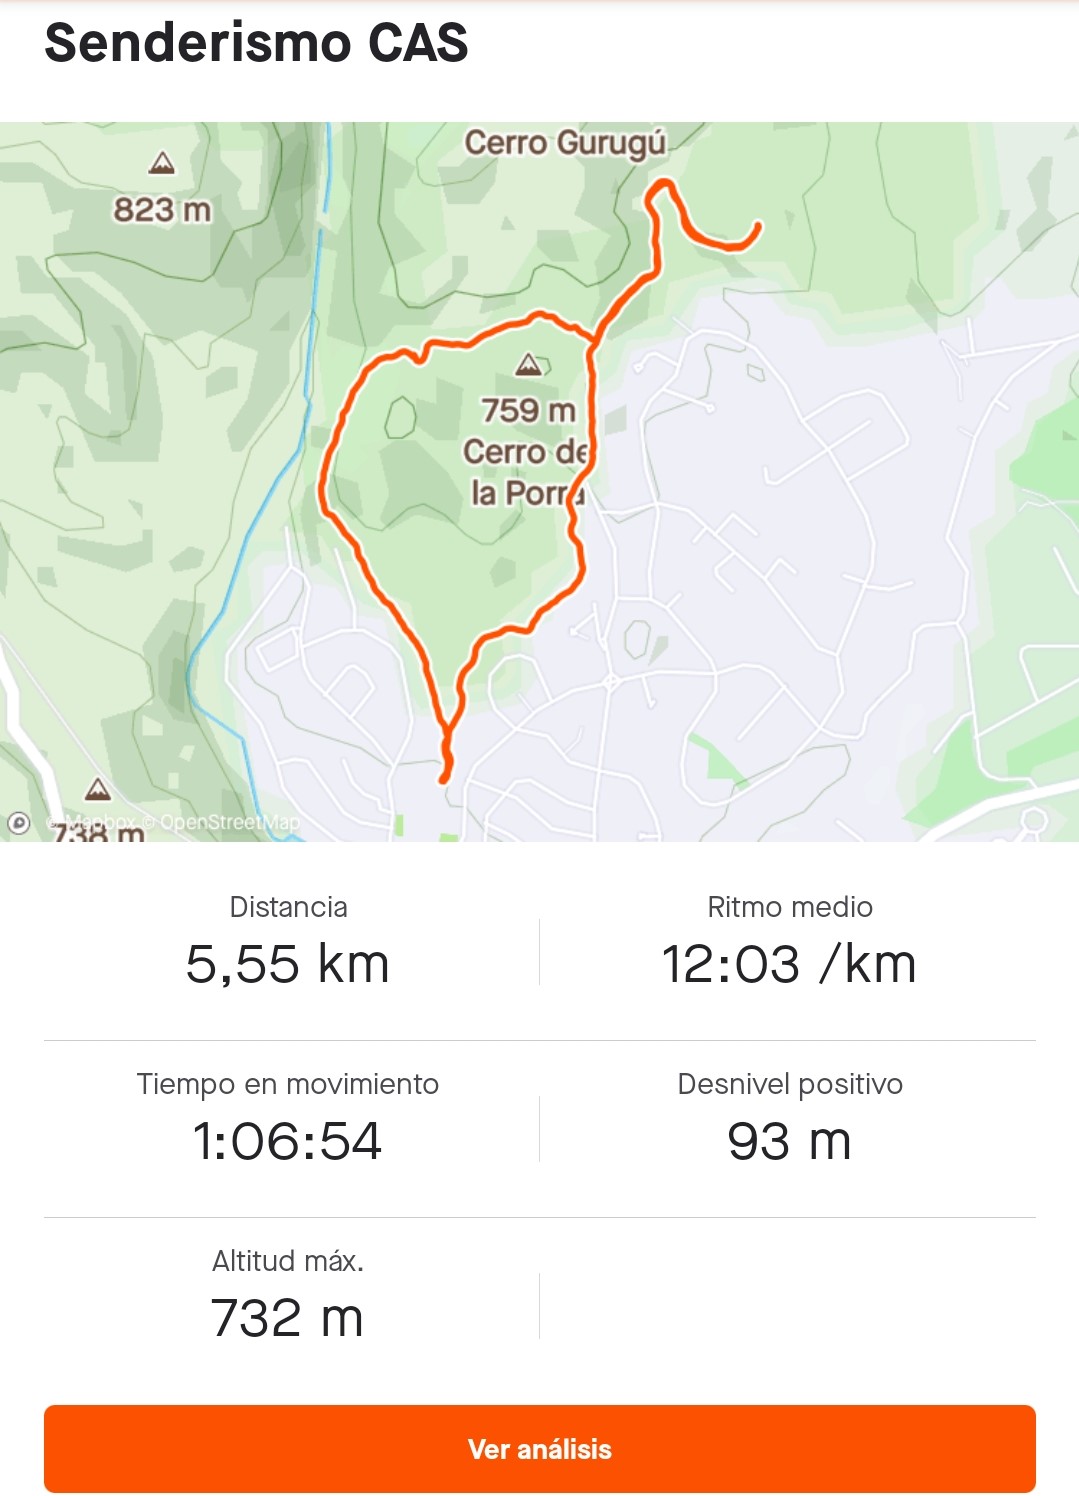 Senderismo CAS
Cerro Gurugú
823 m
759 m
Cerro de
la Porra
© Mapbox © OpenStreetMap
738 m
Distancia
Ritmo medio
5,55 km
12:03 /km
Tiempo en movimiento
Desnivel positivo
1:06:54
93 m
Altitud máx.
732 m
Ver análisis